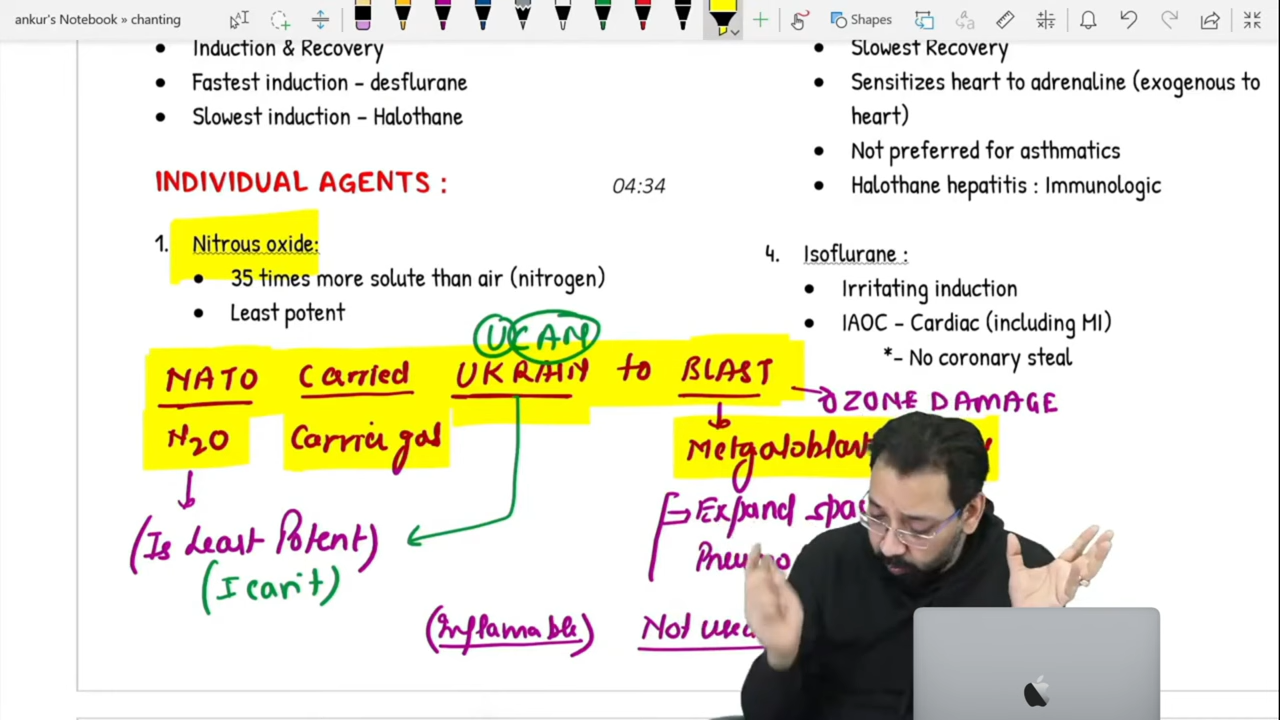 ankur's Notebook » chanting
Shapes
Induction & Recovery
Fastest induction – desflurane
Slowest induction – Halothane
INDIVIDUAL AGENTS :
04:34
1. Nitrous oxide:
35 times more solute than air (nitrogen)
Least potent
Slowest Recovery
Sensitizes heart to adrenaline (exogenous to
heart)
Not preferred for asthmatics
Halothane hepatitis : Immunologic
4. Isoflurane :
Irritating induction
IAOC – Cardiac (including MI)
*– No coronary steal
UCAN
NATO Carried UKRAIN to BLAST
OZONE DAMAGE
N2O Carrier gas
(Is Least Potent)
(I can't)
Expand
(Inflamable) Not